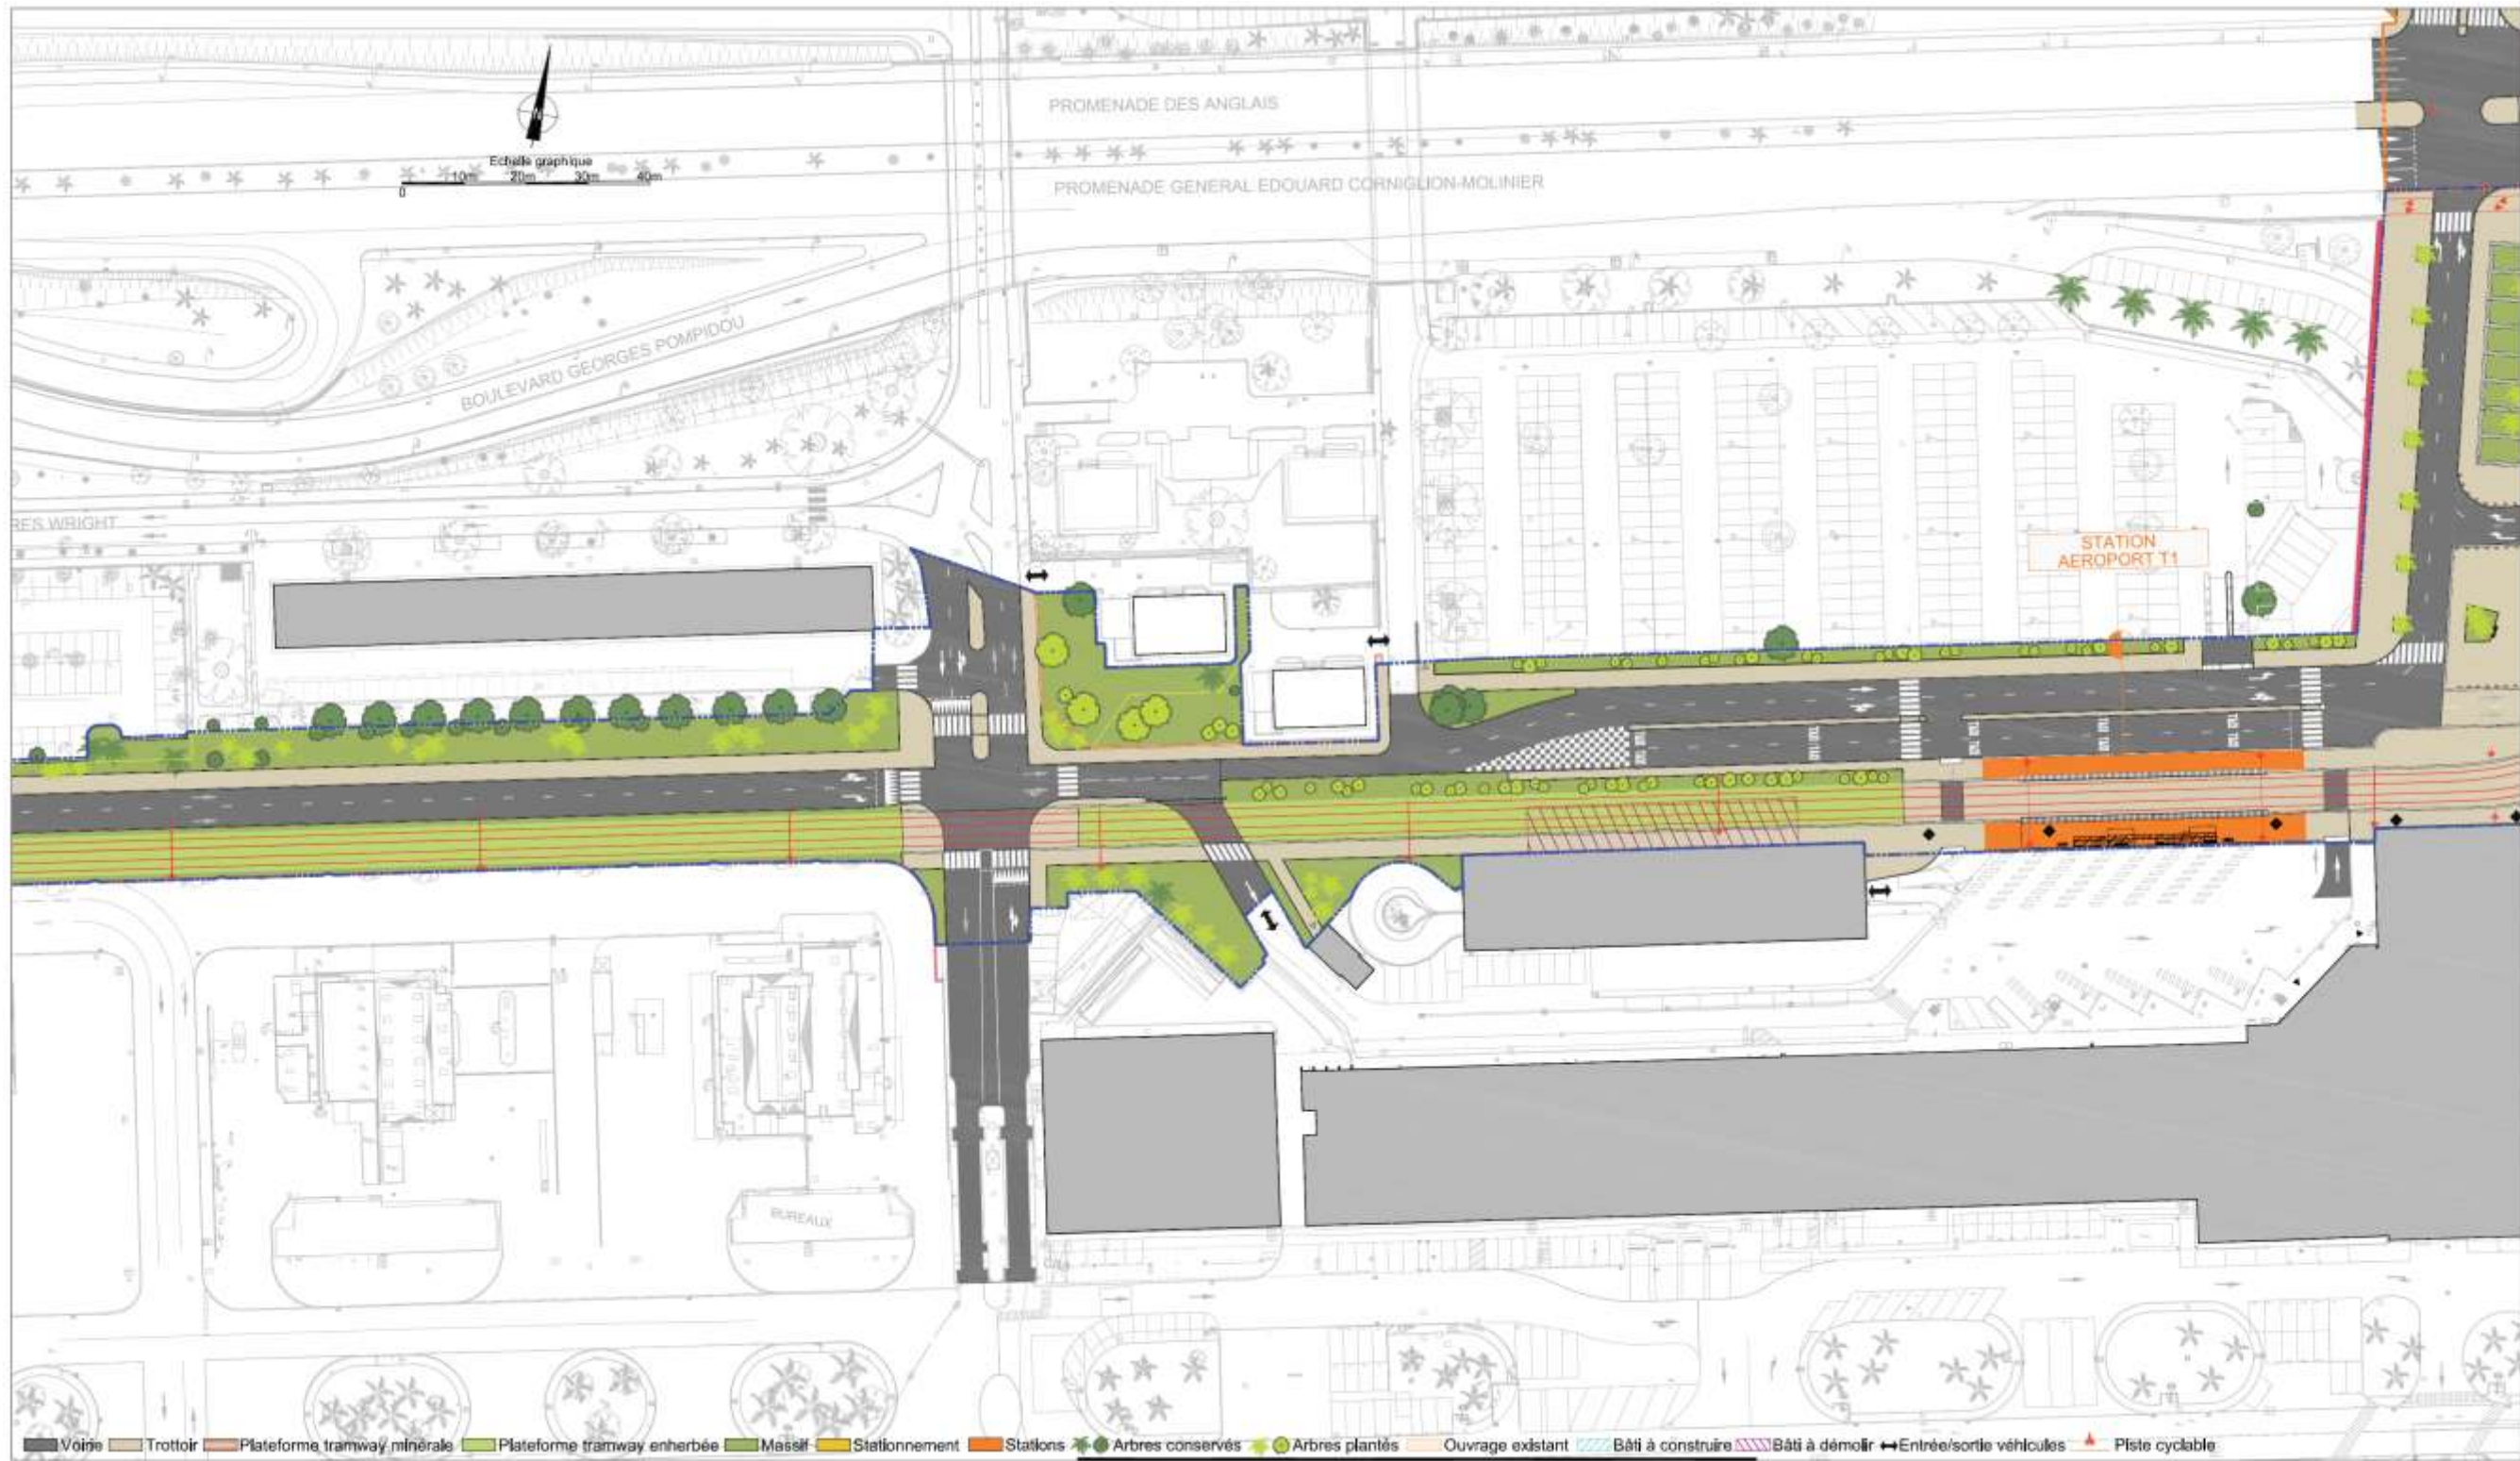 PROMENADE DES ANGLAIS
Echelle graphique
10m 20m 30m 40m
0
PROMENADE GENERAL EDOUARD CORNIGLION-MOLINIER
BOULEVARD GEORGES POMPIDOU
RES WRIGHT
STATION
AEROPORT T1
BUREAUX
Voirie Trottoir Plateforme tramway minérale Plateforme tramway enherbée Massif Stationnement Stations Arbres conservés Arbres plantés Ouvrage existant Bâti à construire Bâti à démolir Entrée/sortie véhicules Piste cyclable